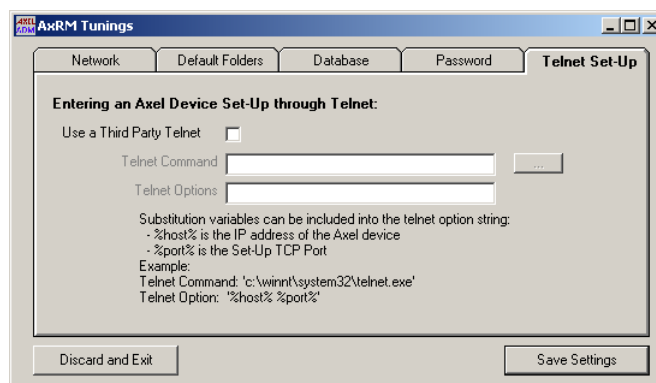 AXEL
ADM
AxRM Tunings
Network
Default Folders
Database
Password
Telnet Set-Up
Entering an Axel Device Set-Up through Telnet:
Use a Third Party Telnet
Telnet Command
...
Telnet Options
Substitution variables can be included into the telnet option string:
- %host% is the IP address of the Axel device
- %port% is the Set-Up TCP Port
Example:
Telnet Command: 'c:\winnt\system32\telnet.exe'
Telnet Option: '%host% %port%'
Discard and Exit
Save Settings